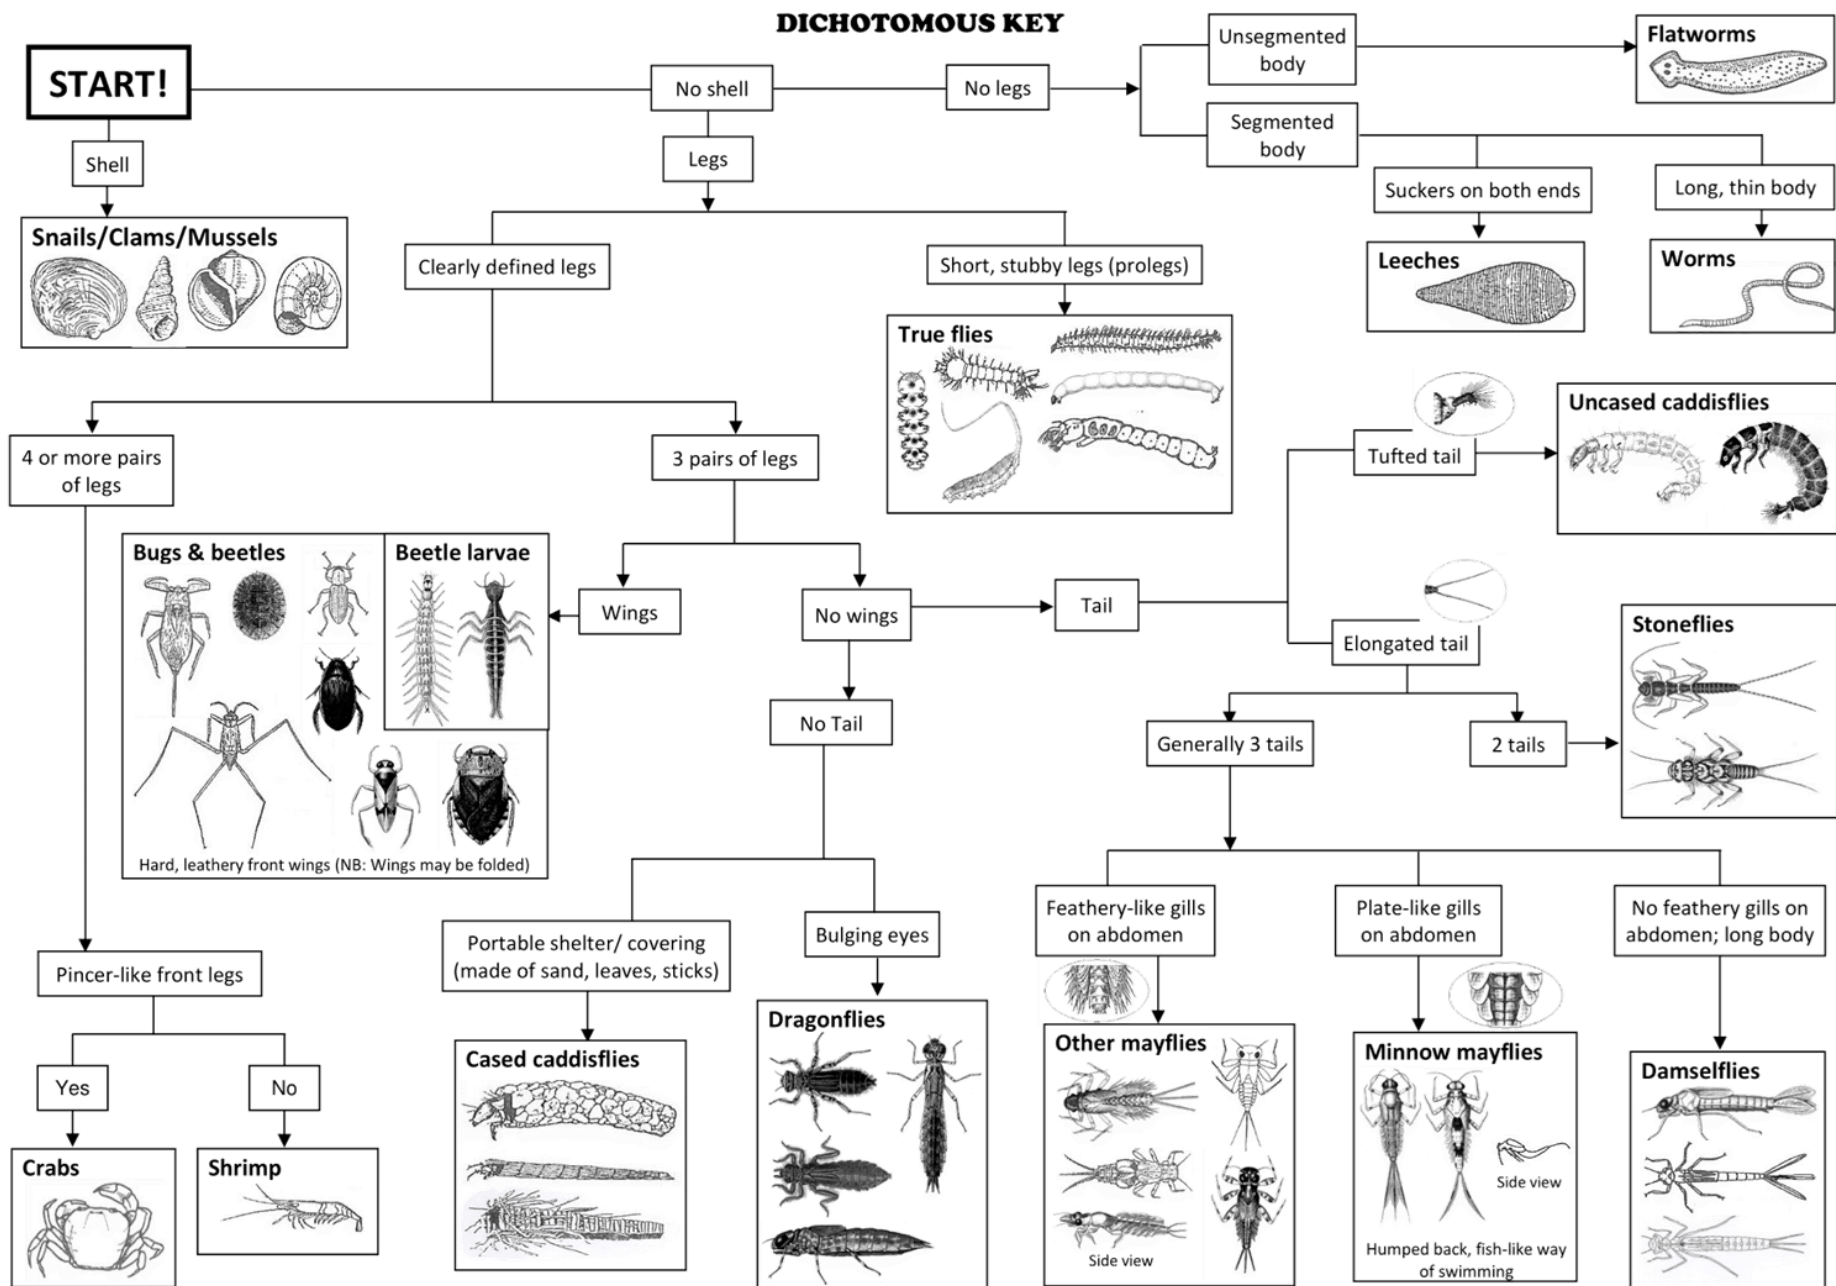 DICHOTOMOUS KEY
START!
No shell
No legs
Unsegmented
body
Flatworms
Segmented
body
Shell
Legs
Suckers on both ends
Long, thin body
Snails/Clams/Mussels
Clearly defined legs
Short, stubby legs (prolegs)
Leeches
Worms
True flies
4 or more pairs
of legs
3 pairs of legs
Tufted tail
Uncased caddisflies
Bugs & beetles
Beetle larvae
Wings
No wings
Tail
Elongated tail
Stoneflies
No Tail
Generally 3 tails
2 tails
Hard, leathery front wings (NB: Wings may be folded)
Pincer-like front legs
Portable shelter/ covering
(made of sand, leaves, sticks)
Bulging eyes
Feathery-like gills
on abdomen
Plate-like gills
on abdomen
No feathery gills on
abdomen; long body
Yes
No
Cased caddisflies
Dragonflies
Other mayflies
Side view
Minnow mayflies
Side view
Humped back, fish-like way
of swimming
Damselflies
Crabs
Shrimp